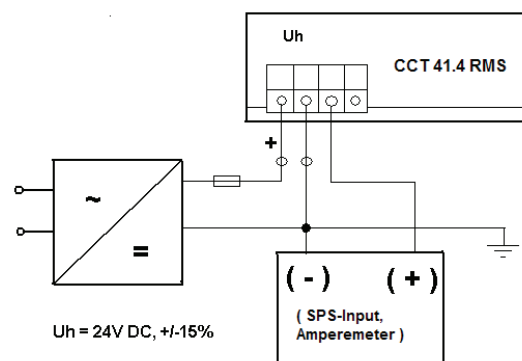 Uh
CCT 41.4 RMS
+
~
=
( - ) ( + )
( SPS-Input,
Amperemeter )
Uh = 24V DC, +/-15%